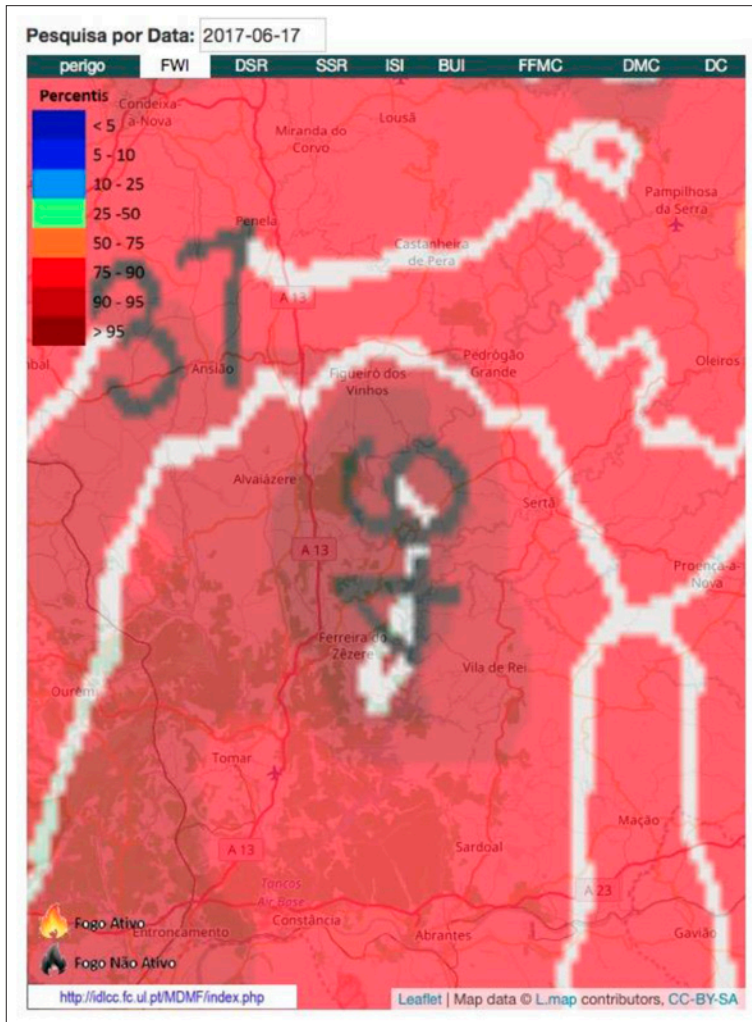 Pesquisa por Data: 2017-06-17
perigo FWI DSR SSR ISI BUI FFMC DMC DC
Percentis
< 5
5 - 10
10 - 25
25 -50
50 - 75
75 - 90
90 - 95
> 95
Condeixa-a-Nova
Lousã
Miranda do Corvo
Pampilhosa da Serra
Penela
Castanheira de Pera
37
A 13
Ansião
Figueiró dos Vinhos
Pedrógão Grande
Oleiros
Alvaiázere
Sertã
A 13
Proença-a-Nova
Ferreira do Zêzere
Vila de Rei
Ourém
Tomar
Mação
A 13
Sardoal
Tancos Air Base
A 23
Entroncamento
Constância
Abrantes
Gavião
Fogo Ativo
Fogo Não Ativo
http://idlcc.fc.ul.pt/MDMF/index.php
Leaflet | Map data © L.map contributors, CC-BY-SA